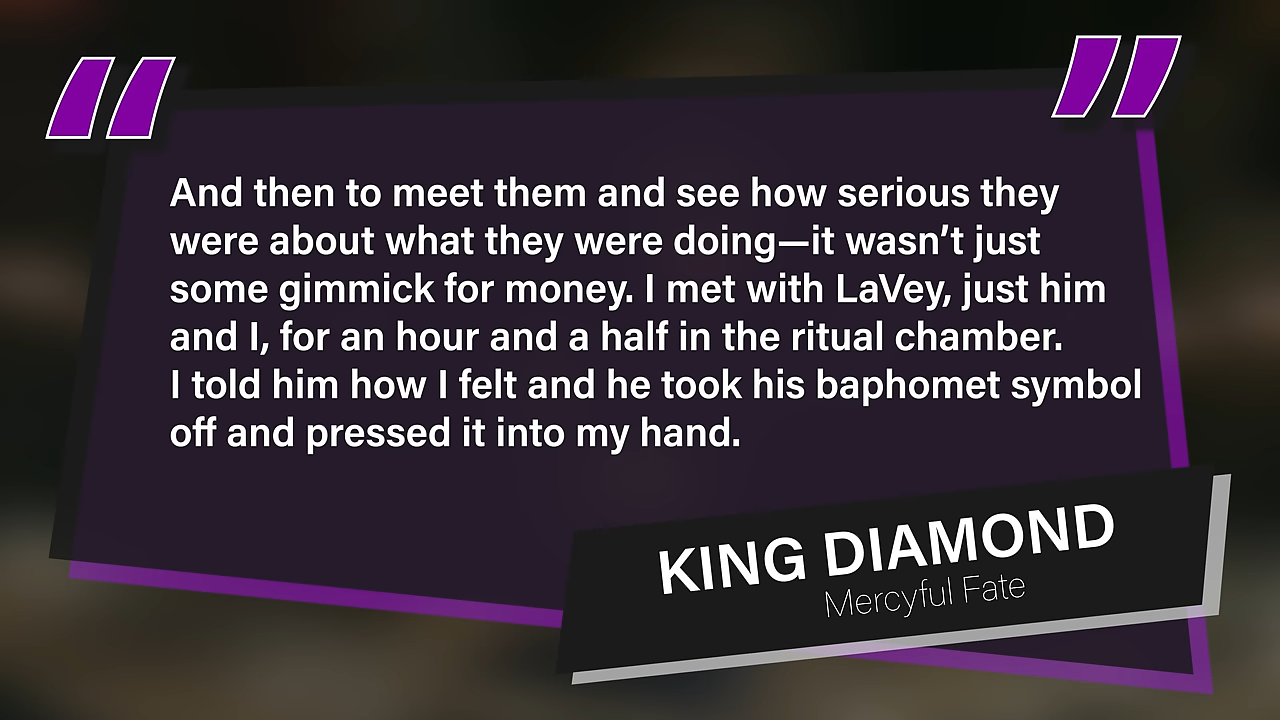 “ ”
And then to meet them and see how serious they
were about what they were doing—it wasn’t just
some gimmick for money. I met with LaVey, just him
and I, for an hour and a half in the ritual chamber.
I told him how I felt and he took his baphomet symbol
off and pressed it into my hand.
KING DIAMOND
Mercyful Fate